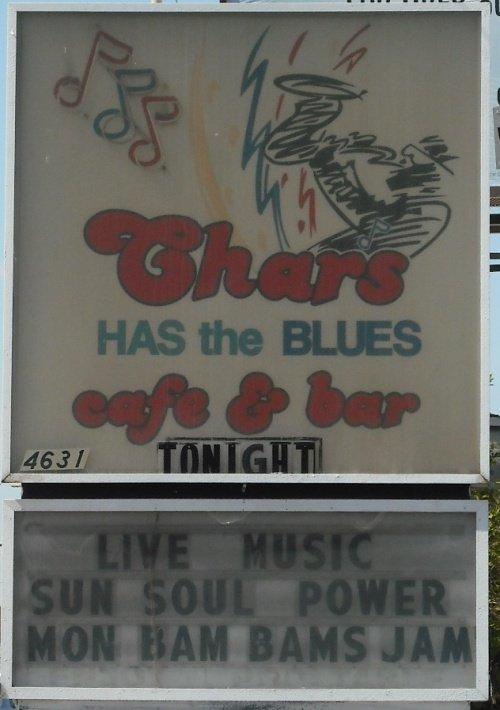 Chars
HAS the BLUES
cafe & bar
4631
TONIGHT
LIVE MUSIC
SUN SOUL POWER
MON BAM BAMS JAM